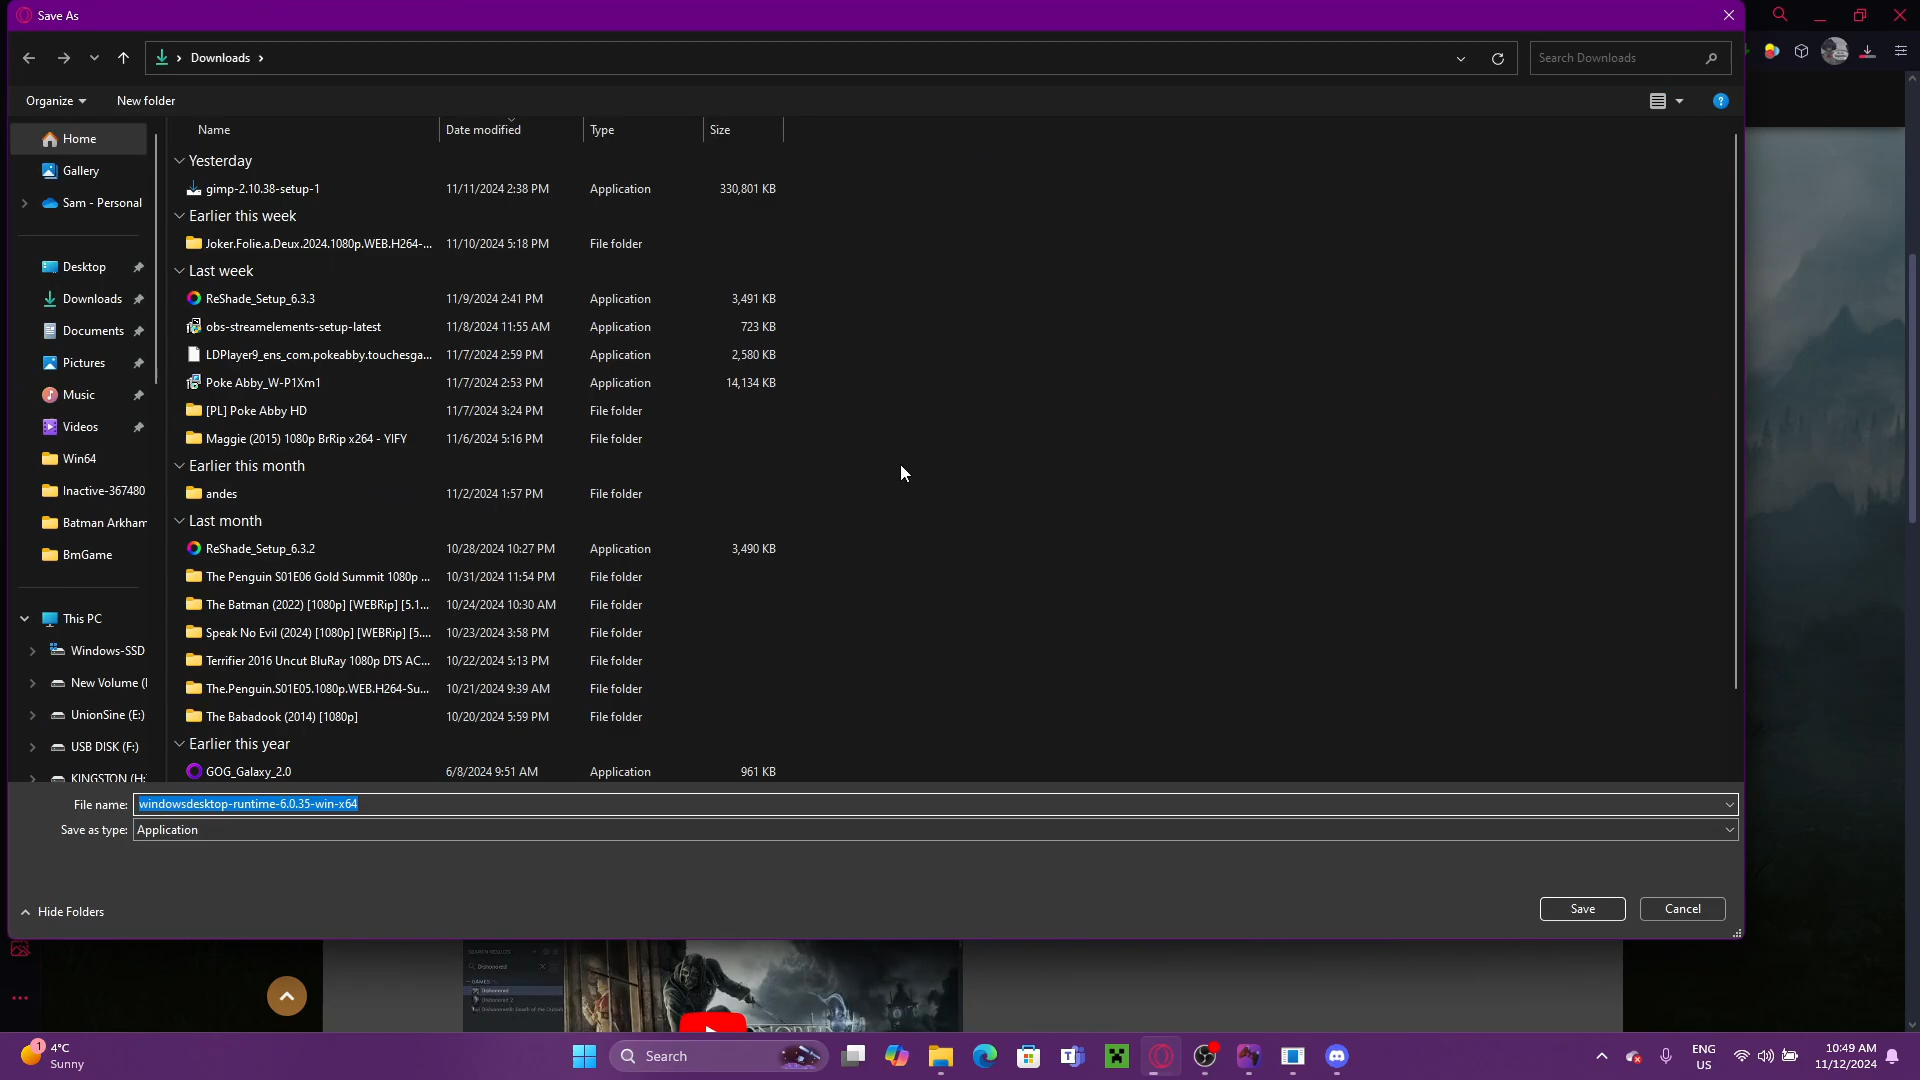 Save As
Downloads
Search Downloads
Organize
New folder
Name
Date modified
Type
Size
Home
Gallery
Sam - Personal
Desktop
Downloads
Documents
Pictures
Music
Videos
Win64
Inactive-367480
Batman Arkham
BmGame
This PC
Windows-SSD
New Volume (
UnionSine (E:)
USB DISK (F:)
KINGSTON (H:
Yesterday
gimp-2.10.38-setup-1 11/11/2024 2:38 PM Application 330,801 KB
Earlier this week
Joker.Folie.a.Deux.2024.1080p.WEB.H264-... 11/10/2024 5:18 PM File folder
Last week
ReShade_Setup_6.3.3 11/9/2024 2:41 PM Application 3,491 KB
obs-streamelements-setup-latest 11/8/2024 11:55 AM Application 723 KB
LDPlayer9_ens_com.pokeabby.touchesga... 11/7/2024 2:59 PM Application 2,580 KB
Poke Abby_W-P1Xm1 11/7/2024 2:53 PM Application 14,134 KB
[PL] Poke Abby HD 11/7/2024 3:24 PM File folder
Maggie (2015) 1080p BrRip x264 - YIFY 11/6/2024 5:16 PM File folder
Earlier this month
andes 11/2/2024 1:57 PM File folder
Last month
ReShade_Setup_6.3.2 10/28/2024 10:27 PM Application 3,490 KB
The Penguin S01E06 Gold Summit 1080p ... 10/31/2024 11:54 PM File folder
The Batman (2022) [1080p] [WEBRip] [5.1... 10/24/2024 10:30 AM File folder
Speak No Evil (2024) [1080p] [WEBRip] [5.... 10/23/2024 3:58 PM File folder
Terrifier 2016 Uncut BluRay 1080p DTS AC... 10/22/2024 5:13 PM File folder
The.Penguin.S01E05.1080p.WEB.H264-Su... 10/21/2024 9:39 AM File folder
The Babadook (2014) [1080p] 10/20/2024 5:59 PM File folder
Earlier this year
GOG_Galaxy_2.0 6/8/2024 9:51 AM Application 961 KB
File name: windowsdesktop-runtime-6.0.35-win-x64
Save as type: Application
Hide Folders
Save
Cancel
SEARCH RESULTS
Dishonored
GAMES
Dishonored
Dishonored 2
1
4°C
Sunny
Search
ENG
US
10:49 AM
11/12/2024